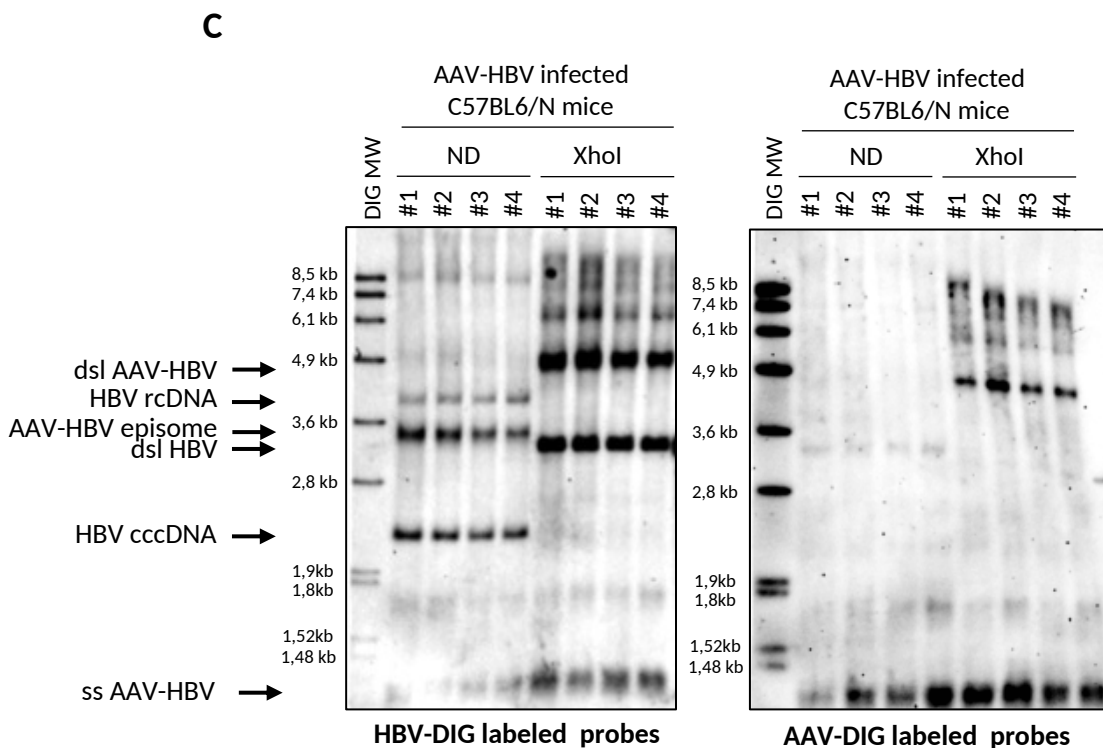 C
AAV-HBV infected
C57BL6/N mice
ND
XhoI
DIG MW
#1
#2
#3
#4
#1
#2
#3
#4
8,5 kb
7,4 kb
6,1 kb
4,9 kb
3,6 kb
2,8 kb
1,9kb
1,8kb
1,52kb
1,48 kb
dsl AAV-HBV
HBV rcDNA
AAV-HBV episome
dsl HBV
HBV cccDNA
ss AAV-HBV
HBV-DIG labeled probes
AAV-HBV infected
C57BL6/N mice
ND
XhoI
DIG MW
#1
#2
#3
#4
#1
#2
#3
#4
8,5 kb
7,4 kb
6,1 kb
4,9 kb
3,6 kb
2,8 kb
1,9kb
1,8kb
1,52kb
1,48 kb
AAV-DIG labeled probes